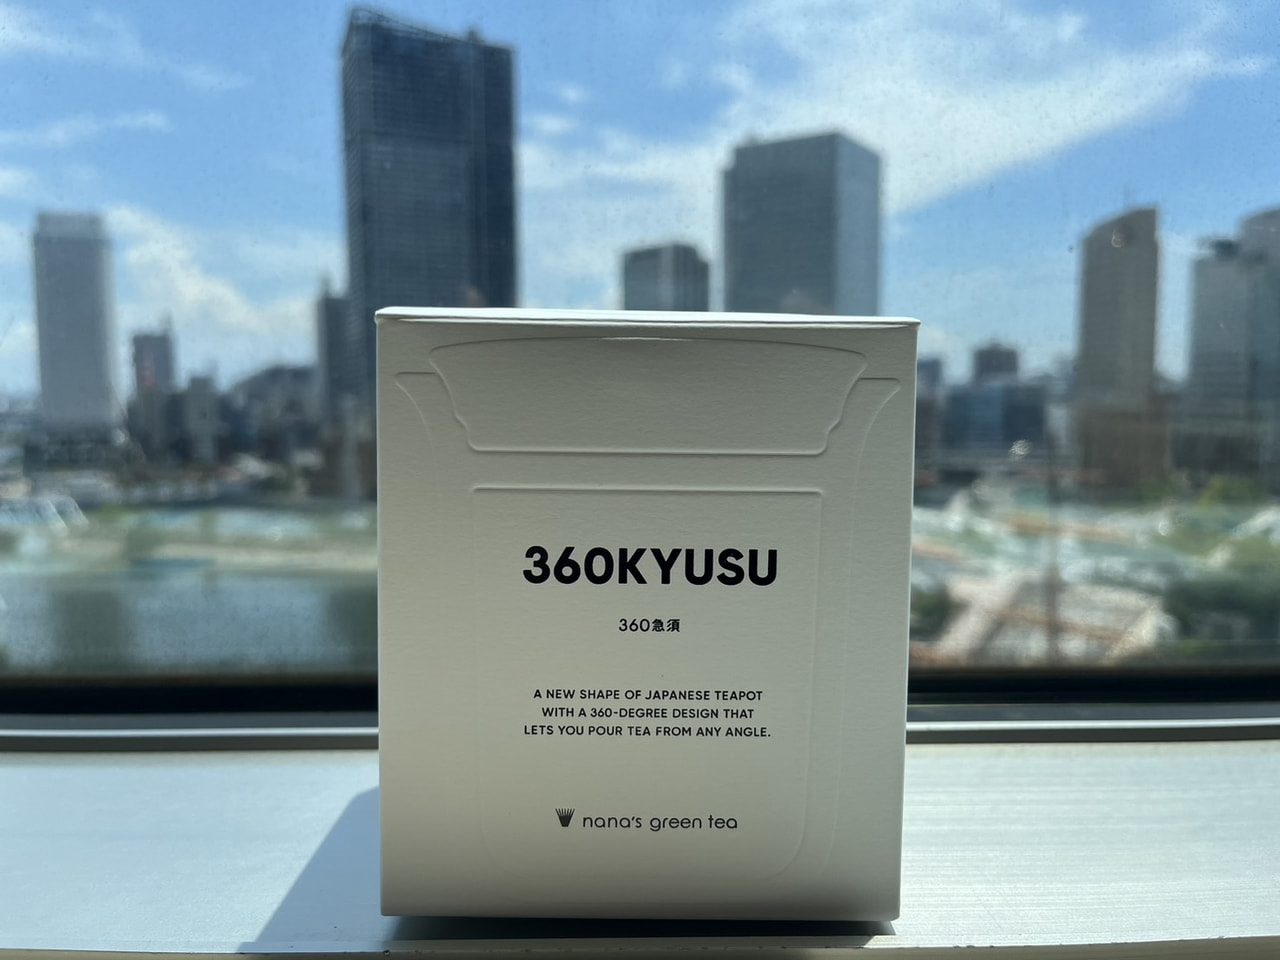 360KYUSU
360急須
A NEW SHAPE OF JAPANESE TEAPOT
WITH A 360-DEGREE DESIGN THAT
LETS YOU POUR TEA FROM ANY ANGLE.
nana's green tea